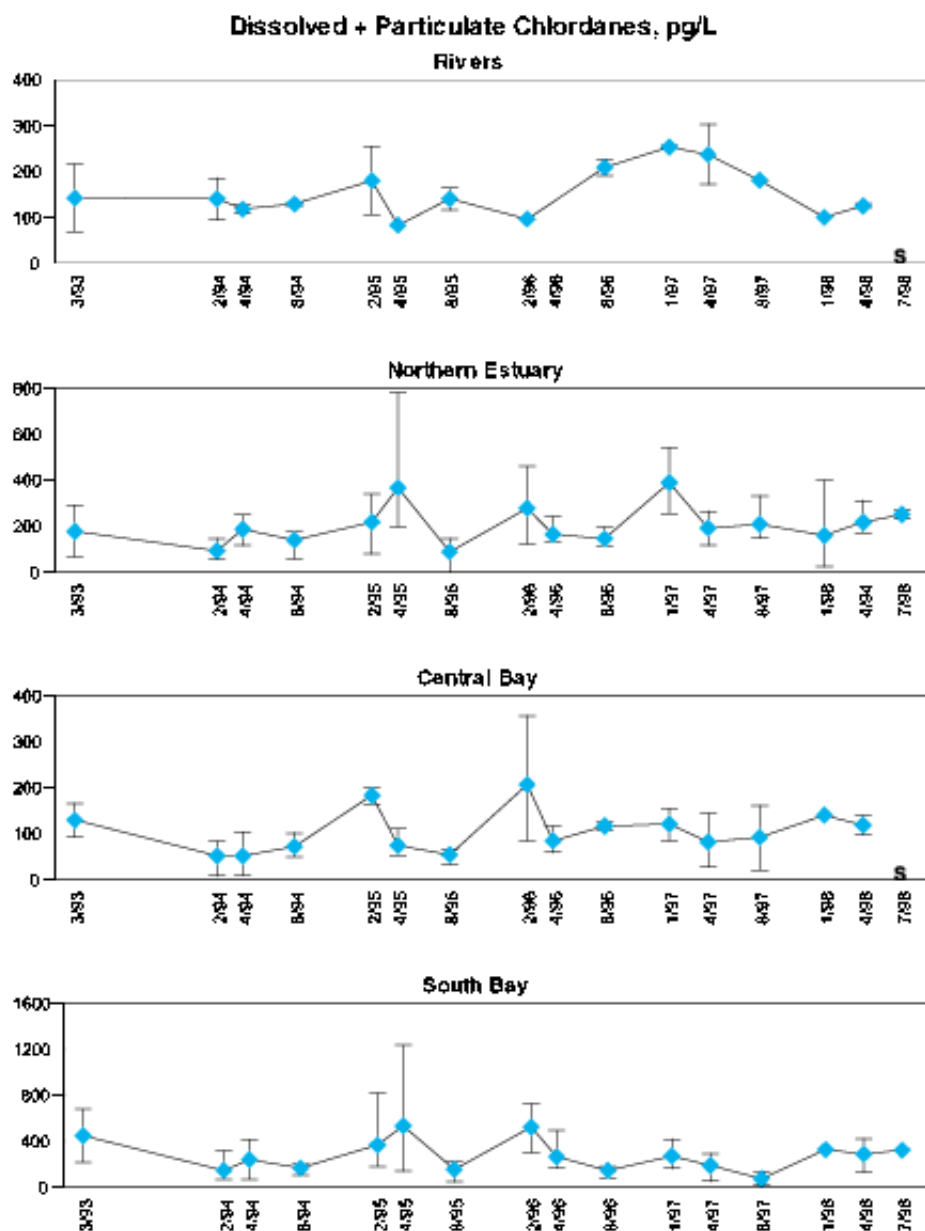 Dissolved + Particulate Chlordanes, pg/L
Rivers
400
300
200
100
0
S
3/93 2/94 4/94 8/94 2/95 4/95 8/95 2/96 4/96 8/96 1/97 4/97 8/97 1/98 4/98 7/98
Northern Estuary
800
600
400
200
0
3/93 2/94 4/94 8/94 2/95 4/95 8/95 2/96 4/96 8/96 1/97 4/97 8/97 1/98 4/94 7/98
Central Bay
400
300
200
100
0
S
3/93 2/94 4/94 8/94 2/95 4/95 8/95 2/96 4/96 8/96 1/97 4/97 8/97 1/98 4/98 7/98
South Bay
1600
1200
800
400
0
3/93 2/94 4/94 8/94 2/95 4/95 8/95 2/96 4/96 8/96 1/97 4/97 8/97 1/98 4/98 7/98